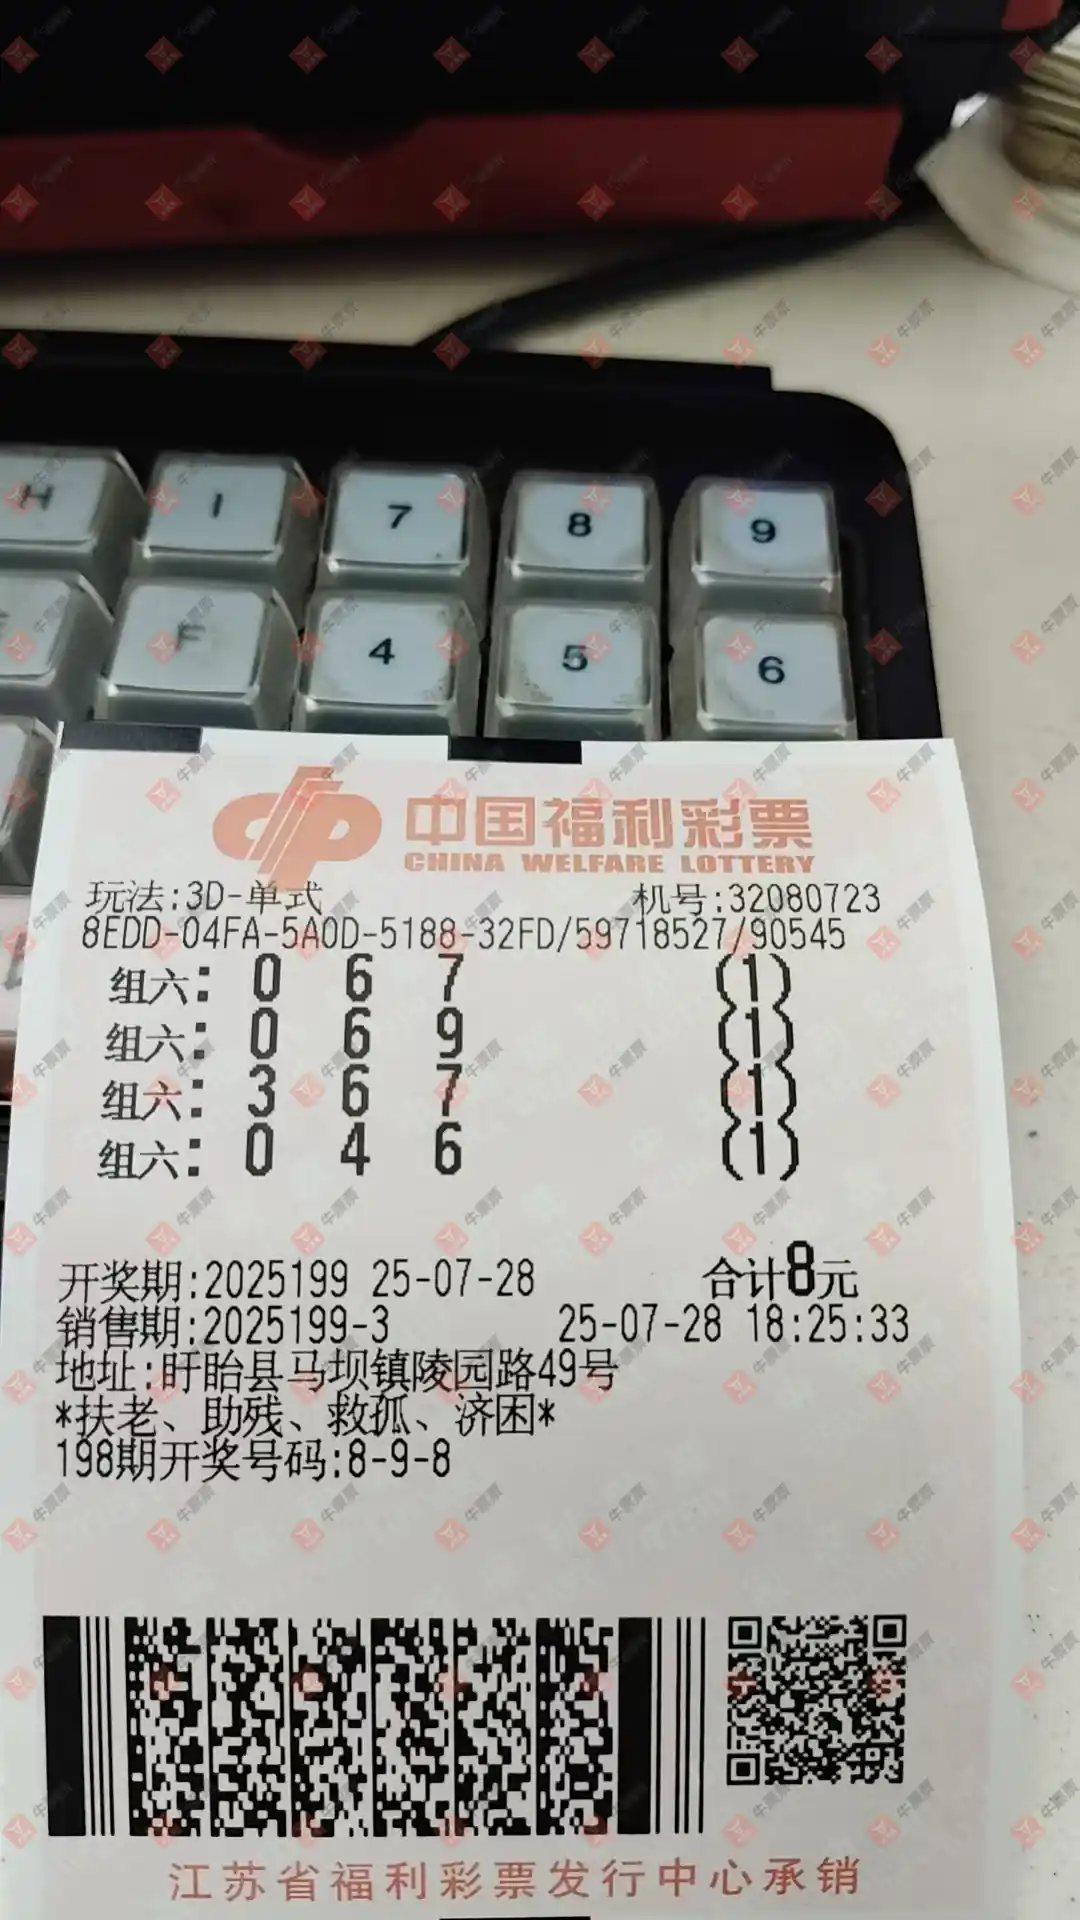 H I 7 8 9
F 4 5 6
中国福利彩票
CHINA WELFARE LOTTERY
玩法:3D-单式 机号:32080723
8EDD-04FA-5A0D-5188-32FD/59718527/90545
组六: 0 6 7 (1)
组六: 0 6 9 (1)
组六: 3 6 7 (1)
组六: 0 4 6 (1)
开奖期:2025199 25-07-28 合计8元
销售期:2025199-3 25-07-28 18:25:33
地址:盱眙县马坝镇陵园路49号
*扶老、助残、救孤、济困*
198期开奖号码:8-9-8
江苏省福利彩票发行中心承销
牛票票